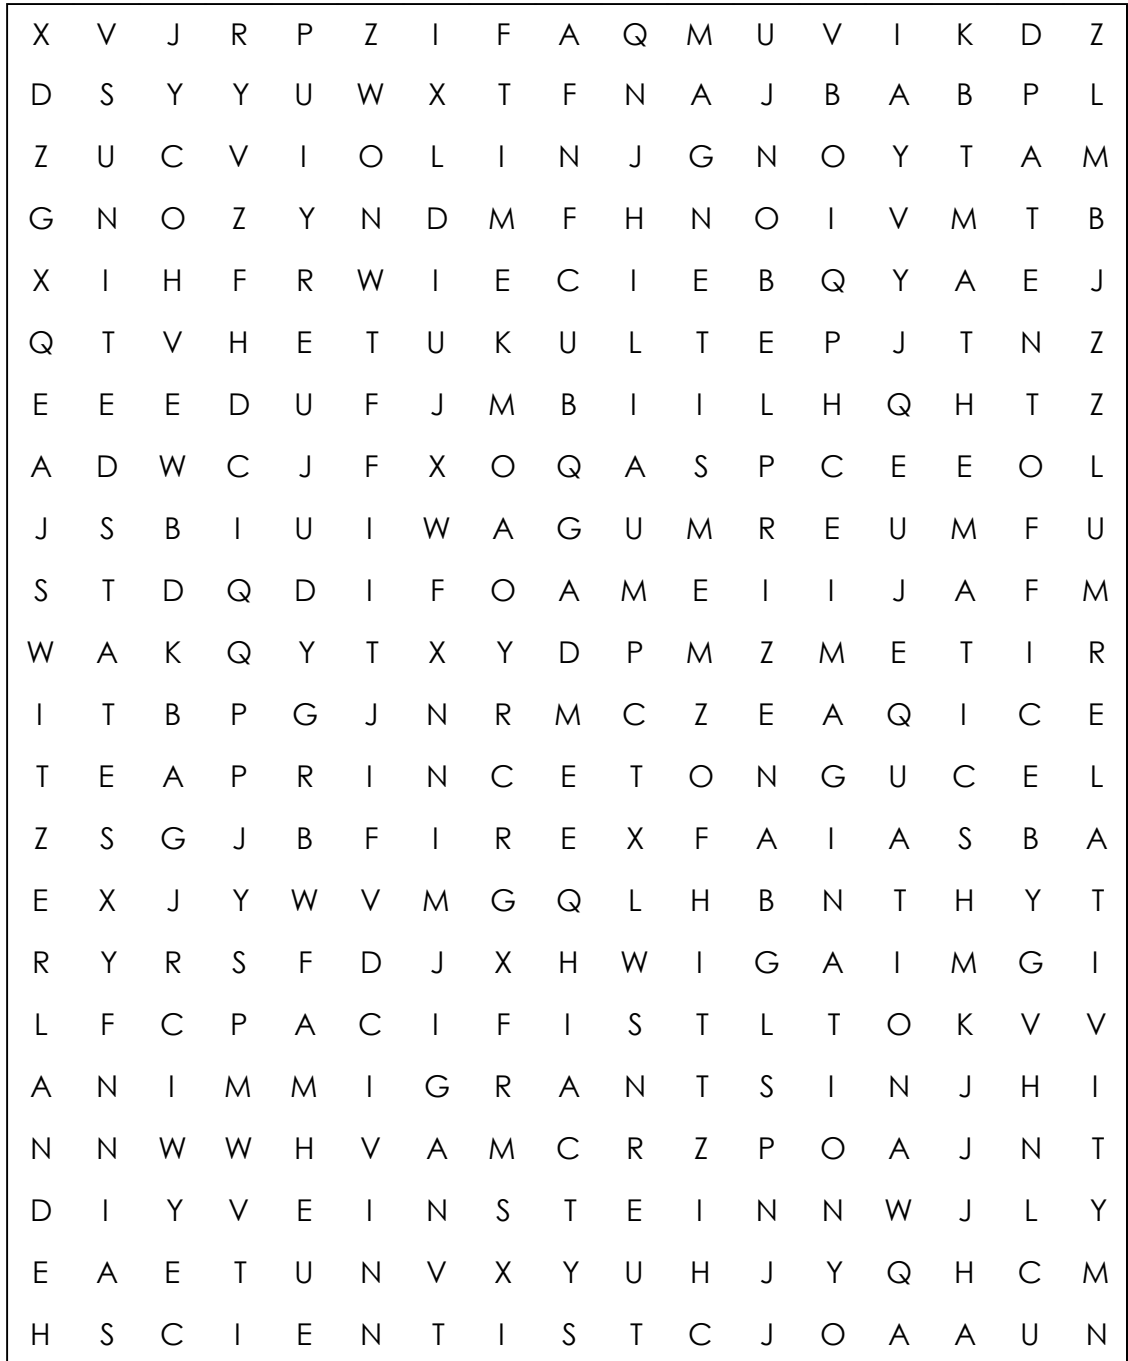 X V J R P Z I F A Q M U V I K D Z
D S Y Y U W X T F N A J B A B P L
Z U C V I O L I N J G N O Y T A M
G N O Z Y N D M F H N O I V M T B
X I H F R W I E C I E B Q Y A E J
Q T V H E T U K U L T E P J T N Z
E E E D U F J M B I I L H Q H T Z
A D W C J F X O Q A S P C E E O L
J S B I U I W A G U M R E U M F U
S T D Q D I F O A M E I I J A F M
W A K Q Y T X Y D P M Z M E T I R
I T B P G J N R M C Z E A Q I C E
T E A P R I N C E T O N G U C E L
Z S G J B F I R E X F A I A S B A
E X J Y W V M G Q L H B N T H Y T
R Y R S F D J X H W I G A I M G I
L F C P A C I F I S T L T O K V V
A N I M M I G R A N T S I N J H I
N N W W H V A M C R Z P O A J N T
D I Y V E I N S T E I N N W J L Y
E A E T U N V X Y U H J Y Q H C M
H S C I E N T I S T C J O A A U N